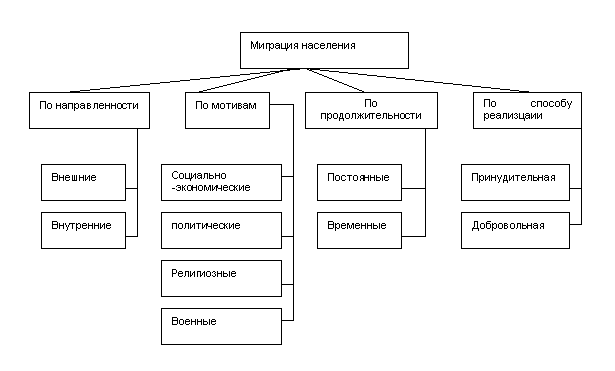 Миграция населения
По направленности
По мотивам
По
продолжительности
По способу
реализцаии
Внешние
Внутренние
Социально
-экономические
политические
Религиозные
Военные
Постоянные
Временные
Принудительная
Добровольная